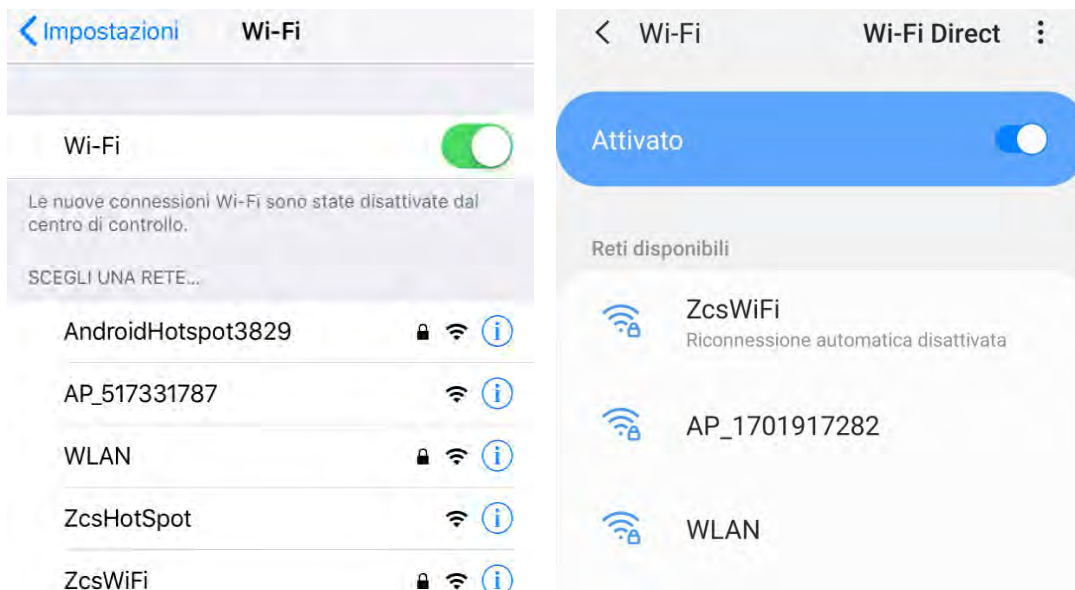 Impostazioni Wi-Fi
Wi-Fi
Le nuove connessioni Wi-Fi sono state disattivate dal
centro di controllo.
SCEGLI UNA RETE...
AndroidHotspot3829
AP_517331787
WLAN
ZcsHotSpot
ZcsWiFi
Wi-Fi Wi-Fi Direct
Attivato
Reti disponibili
ZcsWiFi
Riconnessione automatica disattivata
AP_1701917282
WLAN